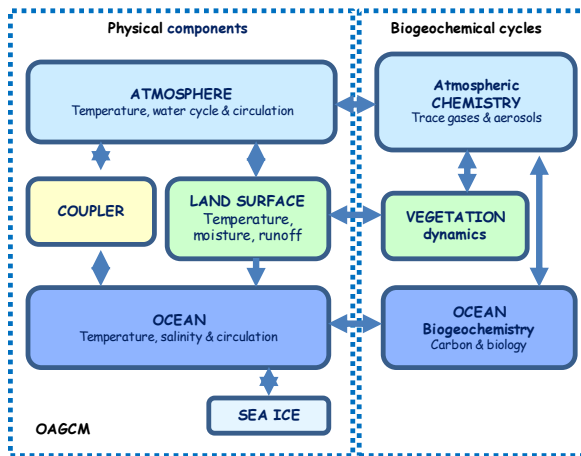 Physical components
Biogeochemical cycles
ATMOSPHERE
Temperature, water cycle & circulation
Atmospheric
CHEMISTRY
Trace gases & aerosols
COUPLER
LAND SURFACE
Temperature,
moisture, runoff
VEGETATION
dynamics
OCEAN
Temperature, salinity & circulation
OCEAN
Biogeochemistry
Carbon & biology
SEA ICE
OAGCM